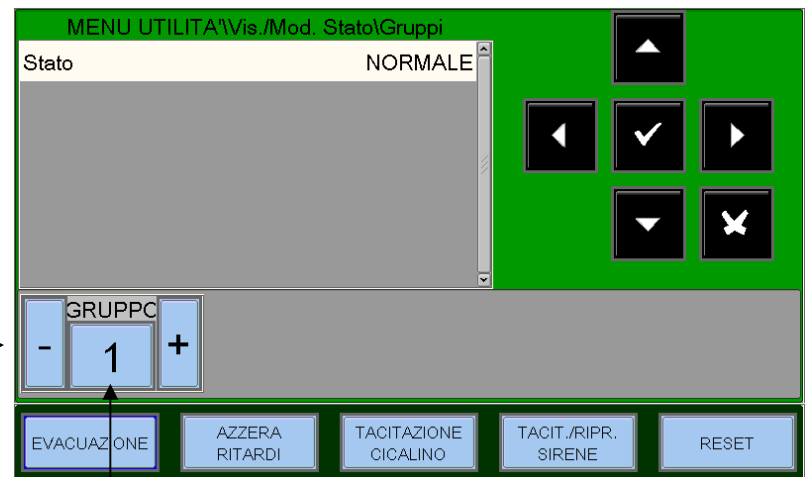 MENU UTILITA'\Vis./Mod. Stato\Gruppi
Stato NORMALE
GRUPPO
- 1 +
EVACUAZIONE
AZZERA
RITARDI
TACITAZIONE
CICALINO
TACIT./RIPR.
SIRENE
RESET